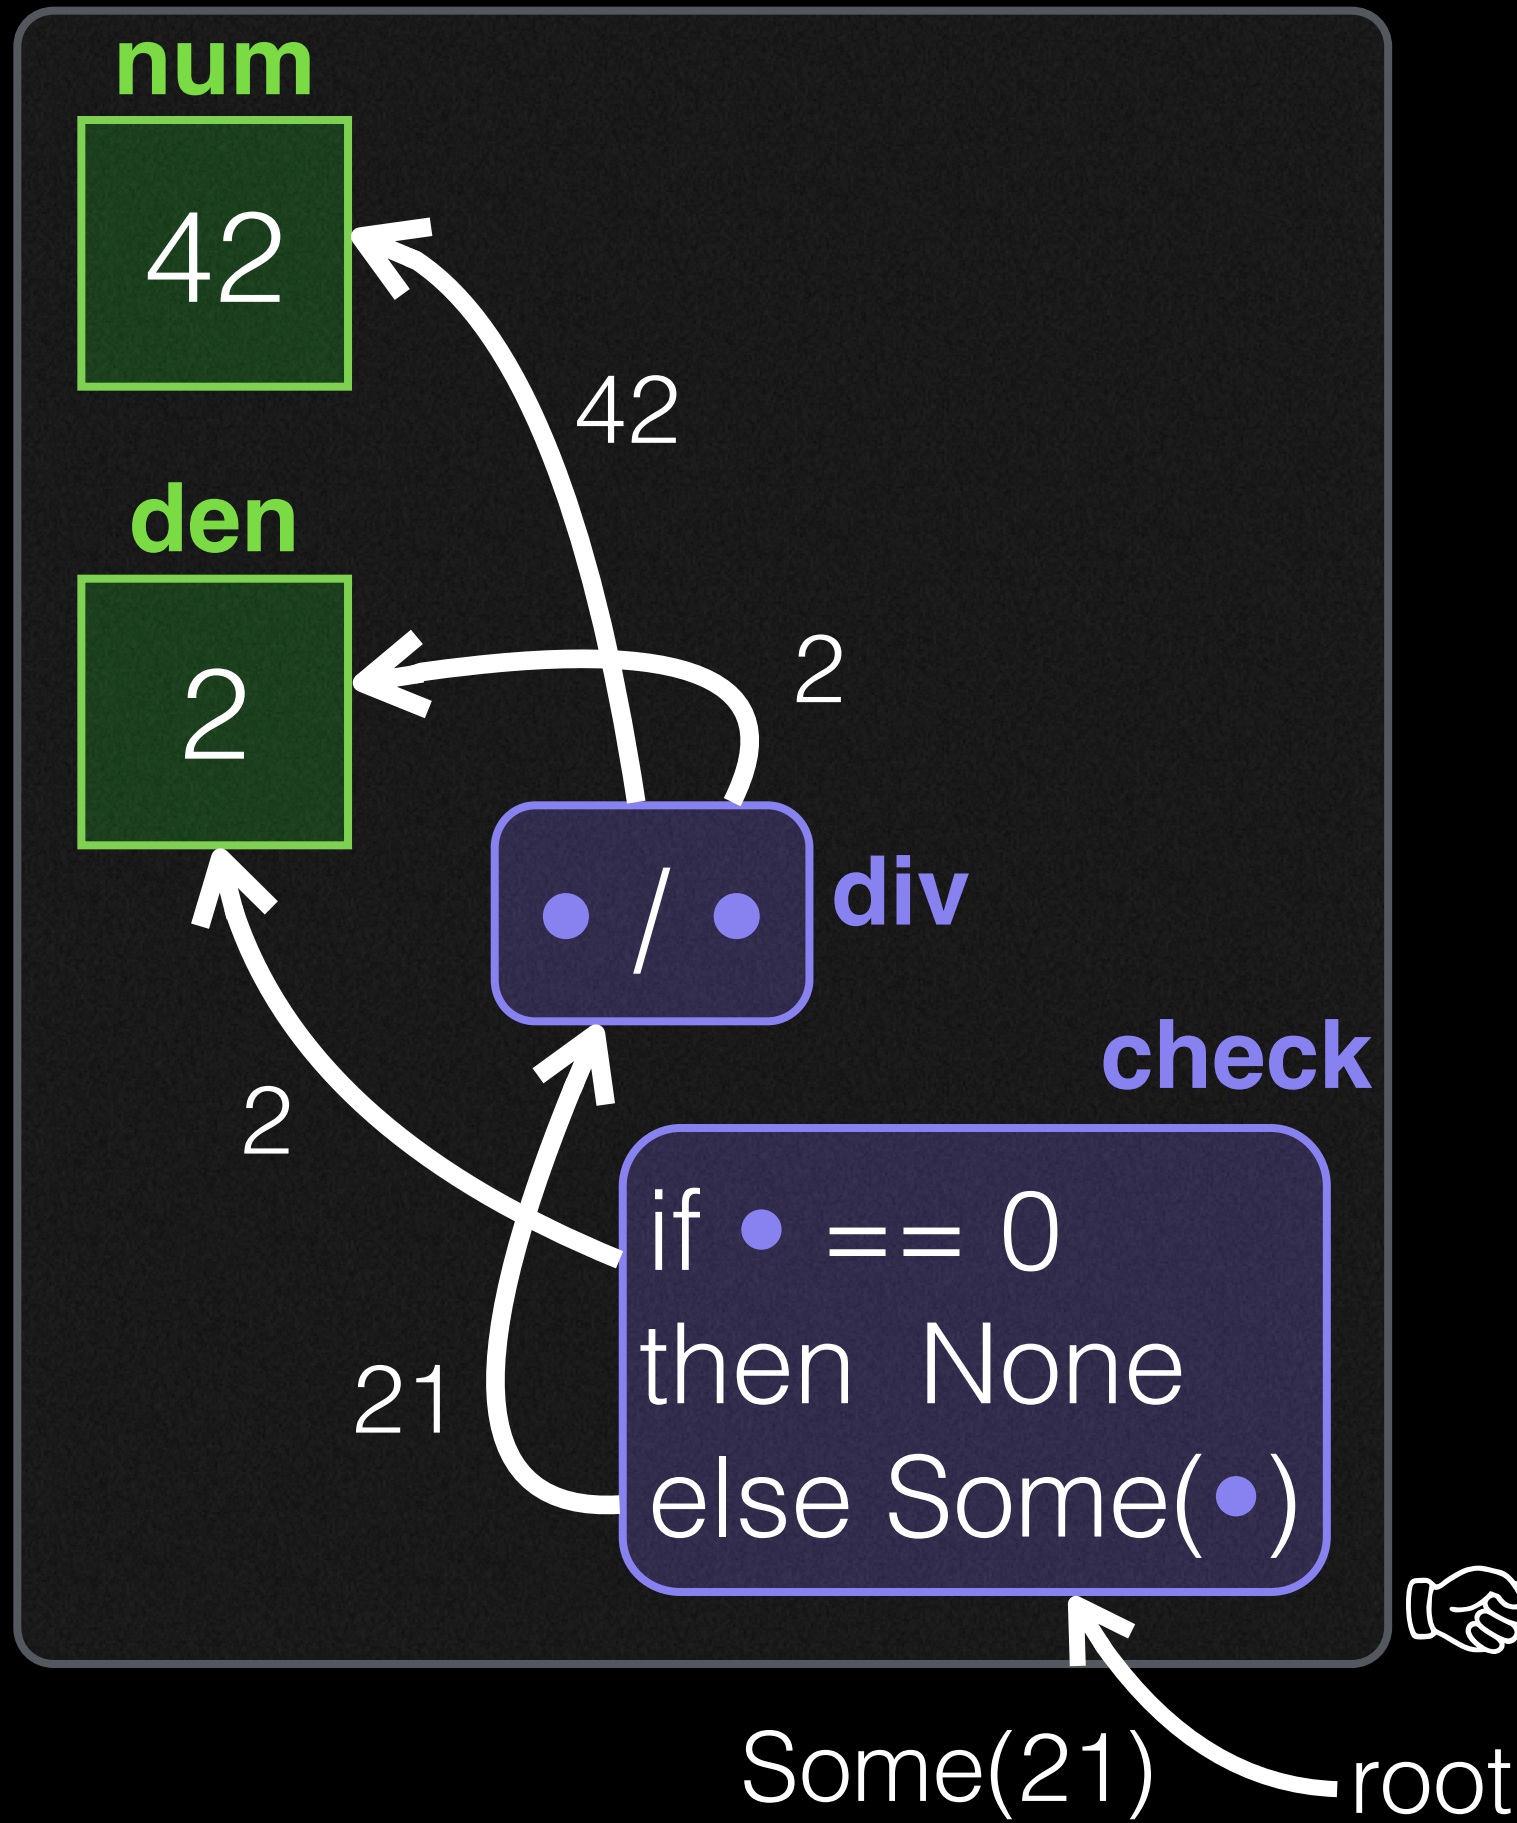 num
42
42
den
2
2
• / •
div
check
2
if • == 0
then None
21
else Some(•)
Some(21)
root